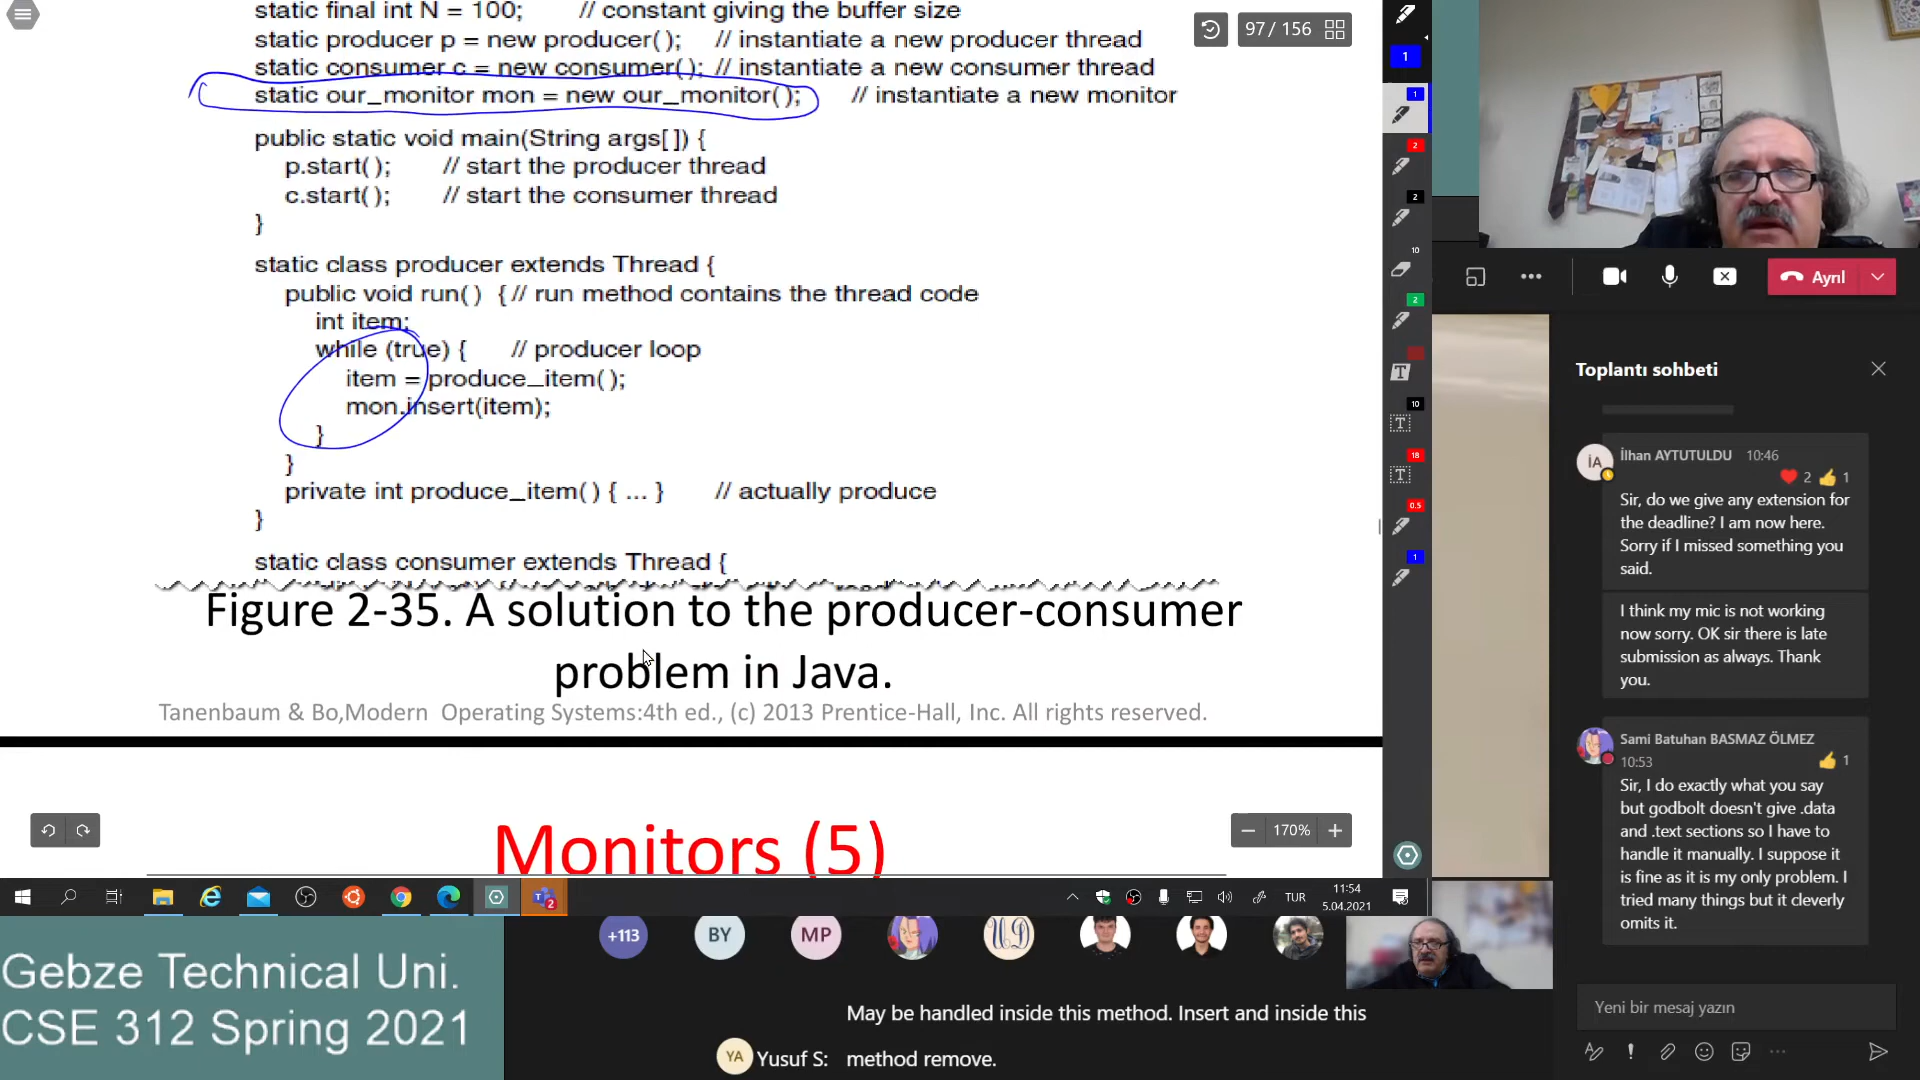 static final int N = 100; // constant giving the buffer size
static producer p = new producer( ); // instantiate a new producer thread
static consumer c = new consumer( ); // instantiate a new consumer thread
static our_monitor mon = new our_monitor( ); // instantiate a new monitor
public static void main(String args[ ]) {
p.start( ); // start the producer thread
c.start( ); // start the consumer thread
}
static class producer extends Thread {
public void run( ) { // run method contains the thread code
int item;
while (true) { // producer loop
item = produce_item( );
mon.insert(item);
}
}
private int produce_item( ) { ... } // actually produce
}
static class consumer extends Thread {
Figure 2-35. A solution to the producer-consumer
problem in Java.
Tanenbaum & Bo,Modern Operating Systems:4th ed., (c) 2013 Prentice-Hall, Inc. All rights reserved.
Monitors (5)
97 / 156
170%
1
1
2
2
10
2
T
10
T
18
T
0.5
1
TUR
11:54
5.04.2021
2
Ayrıl
Toplantı sohbeti
İA
İlhan AYTUTULDU 10:46
2 1
Sir, do we give any extension for
the deadline? I am now here.
Sorry if I missed something you
said.
I think my mic is not working
now sorry. OK sir there is late
submission as always. Thank
you.
Sami Batuhan BASMAZ ÖLMEZ
10:53
1
Sir, I do exactly what you say
but godbolt doesn't give .data
and .text sections so I have to
handle it manually. I suppose it
is fine as it is my only problem. I
tried many things but it cleverly
omits it.
Yeni bir mesaj yazın
Gebze Technical Uni.
CSE 312 Spring 2021
+113
BY
MP
May be handled inside this method. Insert and inside this
YA
Yusuf S: method remove.